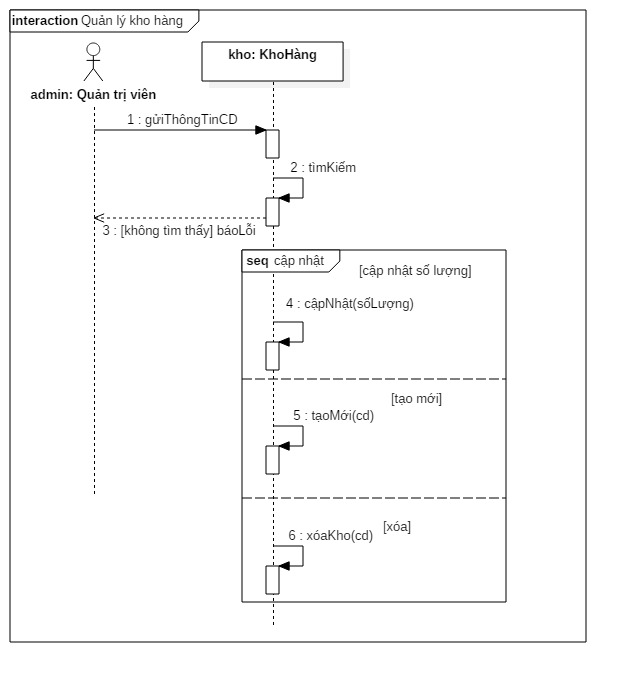 interaction Quản lý kho hàng
kho: KhoHàng
admin: Quản trị viên
1 : gửiThôngTinCD
2 : tìmKiếm
3 : [không tìm thấy] báoLỗi
seq cập nhật
[cập nhật số lượng]
4 : cậpNhật(sốLượng)
[tạo mới]
5 : tạoMới(cd)
[xóa]
6 : xóaKho(cd)